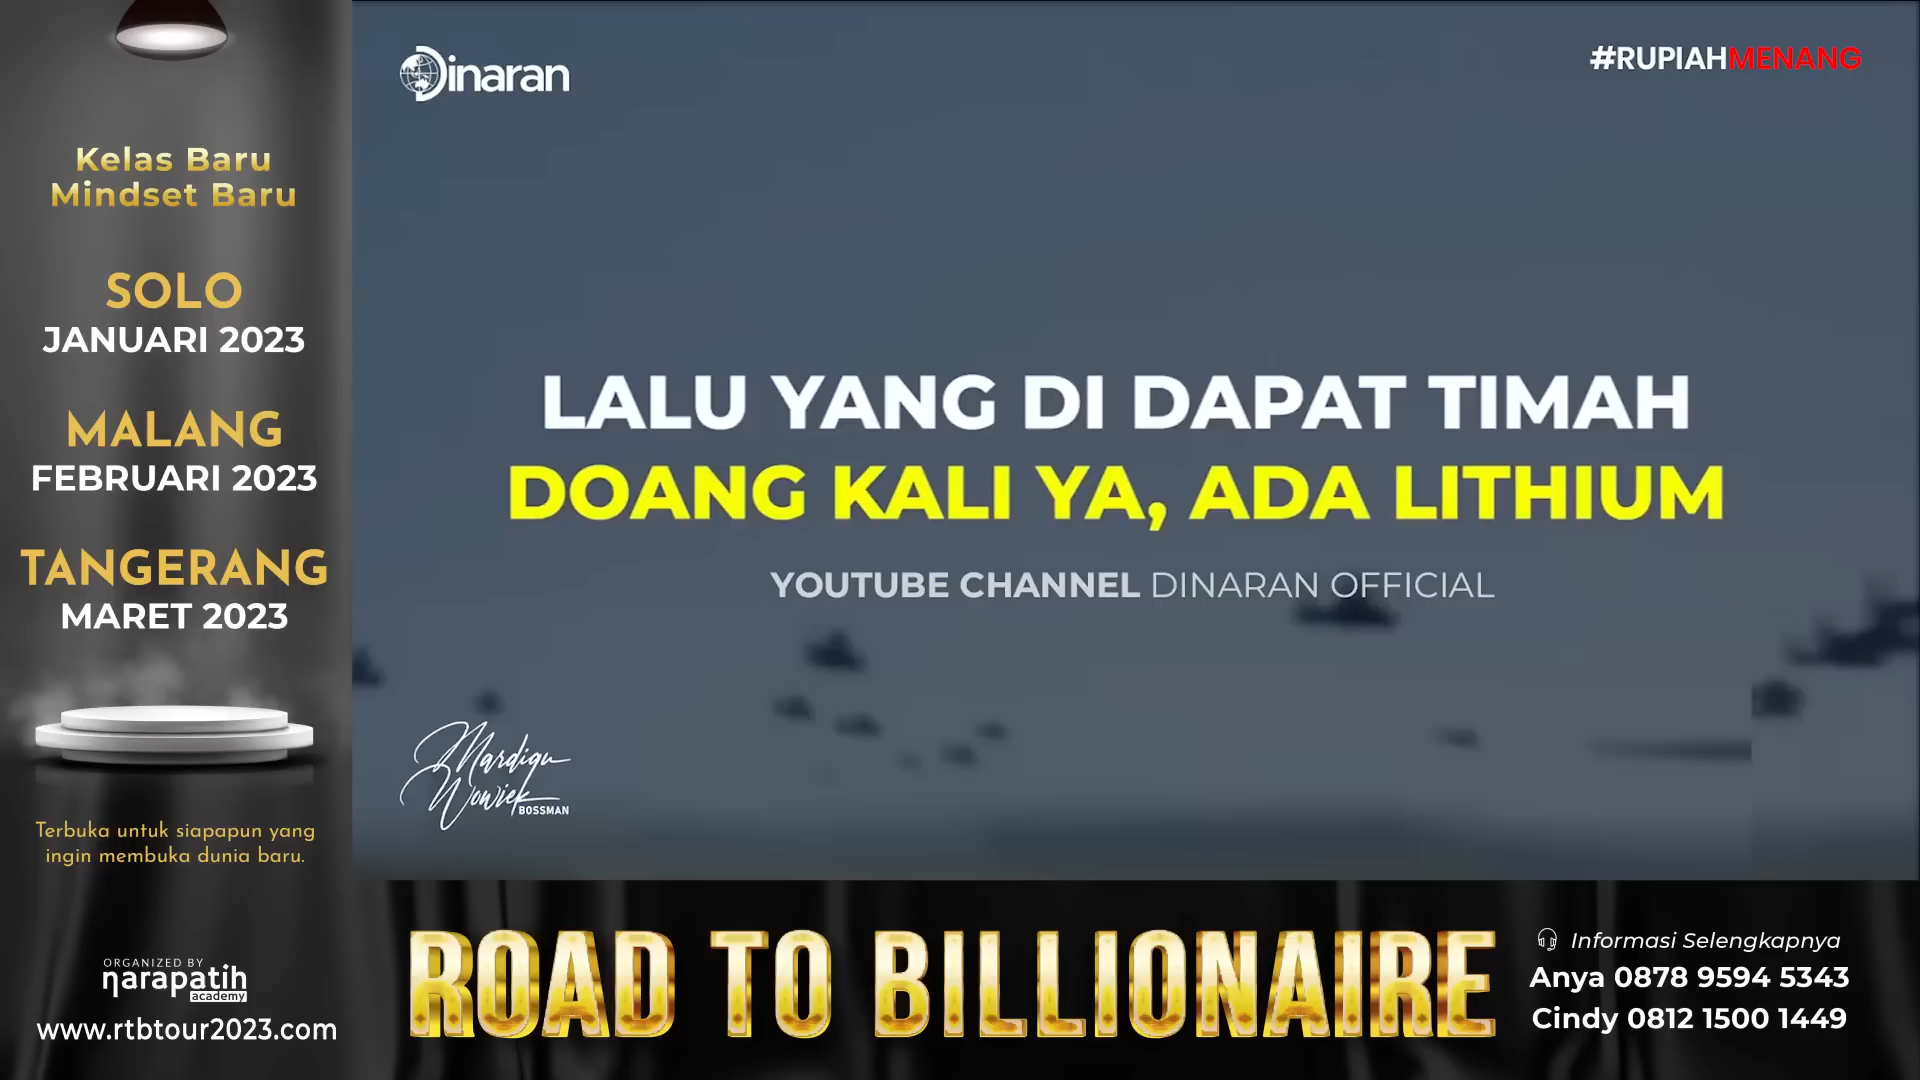 Kelas Baru
Mindset Baru
SOLO
JANUARI 2023
MALANG
FEBRUARI 2023
TANGERANG
MARET 2023
Terbuka untuk siapapun yang
ingin membuka dunia baru.
ORGANIZED BY
narapatih
academy
www.rtbtour2023.com
Dinaran
#RUPIAHMENANG
LALU YANG DI DAPAT TIMAH
DOANG KALI YA, ADA LITHIUM
YOUTUBE CHANNEL DINARAN OFFICIAL
Mardigu
Wowiek
BOSSMAN
ROAD TO BILLIONAIRE
Informasi Selengkapnya
Anya 0878 9594 5343
Cindy 0812 1500 1449